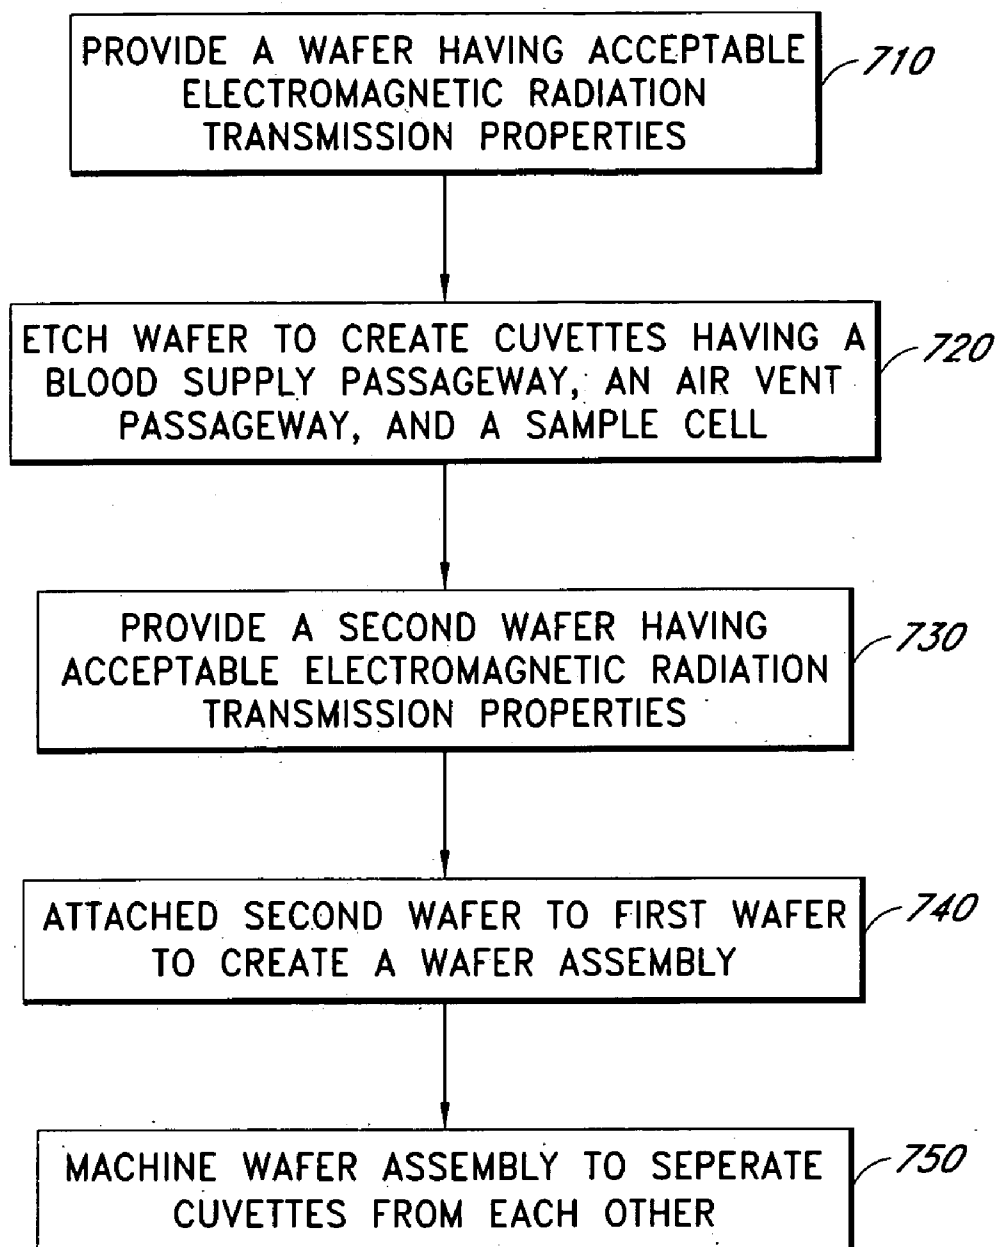 PROVIDE A WAFER HAVING ACCEPTABLE
ELECTROMAGNETIC RADIATION
TRANSMISSION PROPERTIES
710
ETCH WAFER TO CREATE CUVETTES HAVING A
BLOOD SUPPLY PASSAGEWAY, AN AIR VENT
PASSAGEWAY, AND A SAMPLE CELL
720
PROVIDE A SECOND WAFER HAVING
ACCEPTABLE ELECTROMAGNETIC RADIATION
TRANSMISSION PROPERTIES
730
ATTACHED SECOND WAFER TO FIRST WAFER
TO CREATE A WAFER ASSEMBLY
740
MACHINE WAFER ASSEMBLY TO SEPERATE
CUVETTES FROM EACH OTHER
750